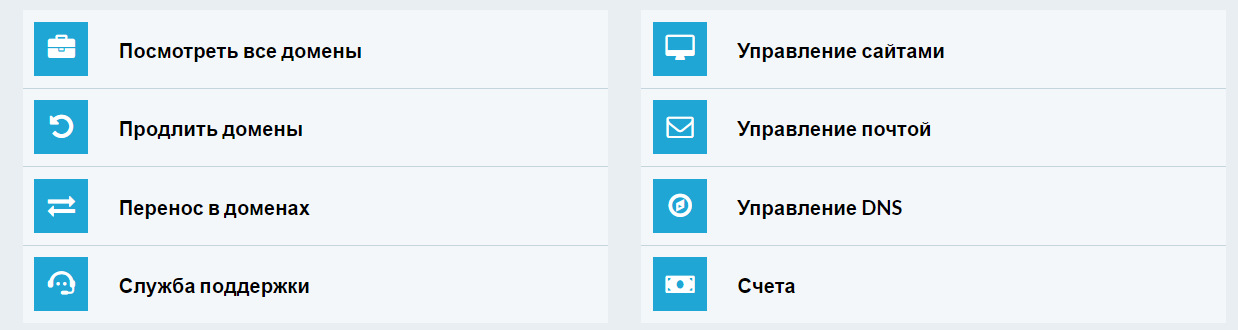 Посмотреть все домены
Продлить домены
Перенос в доменах
Служба поддержки
Управление сайтами
Управление почтой
Управление DNS
Счета